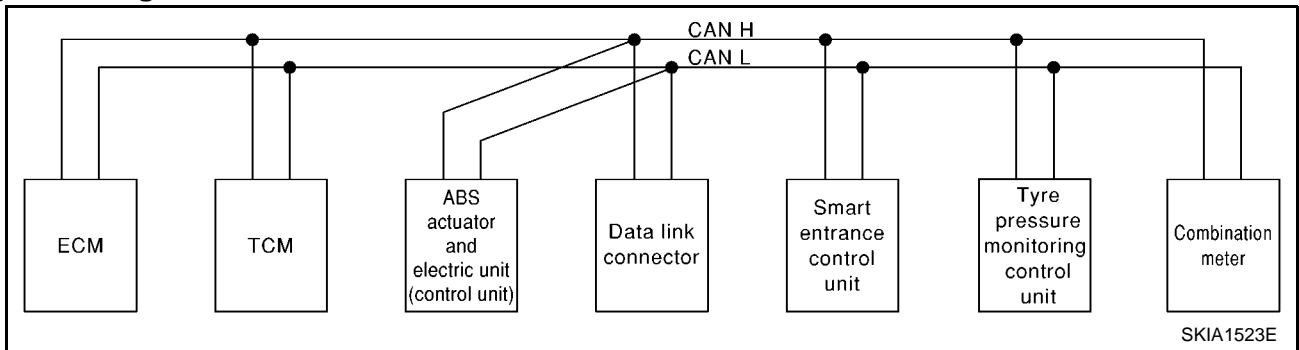 CAN H
CAN L
ECM
TCM
ABS
actuator
and
electric unit
(control unit)
Data link
connector
Smart
entrance
control
unit
Tyre
pressure
monitoring
control
unit
Combination
meter
SKIA1523E